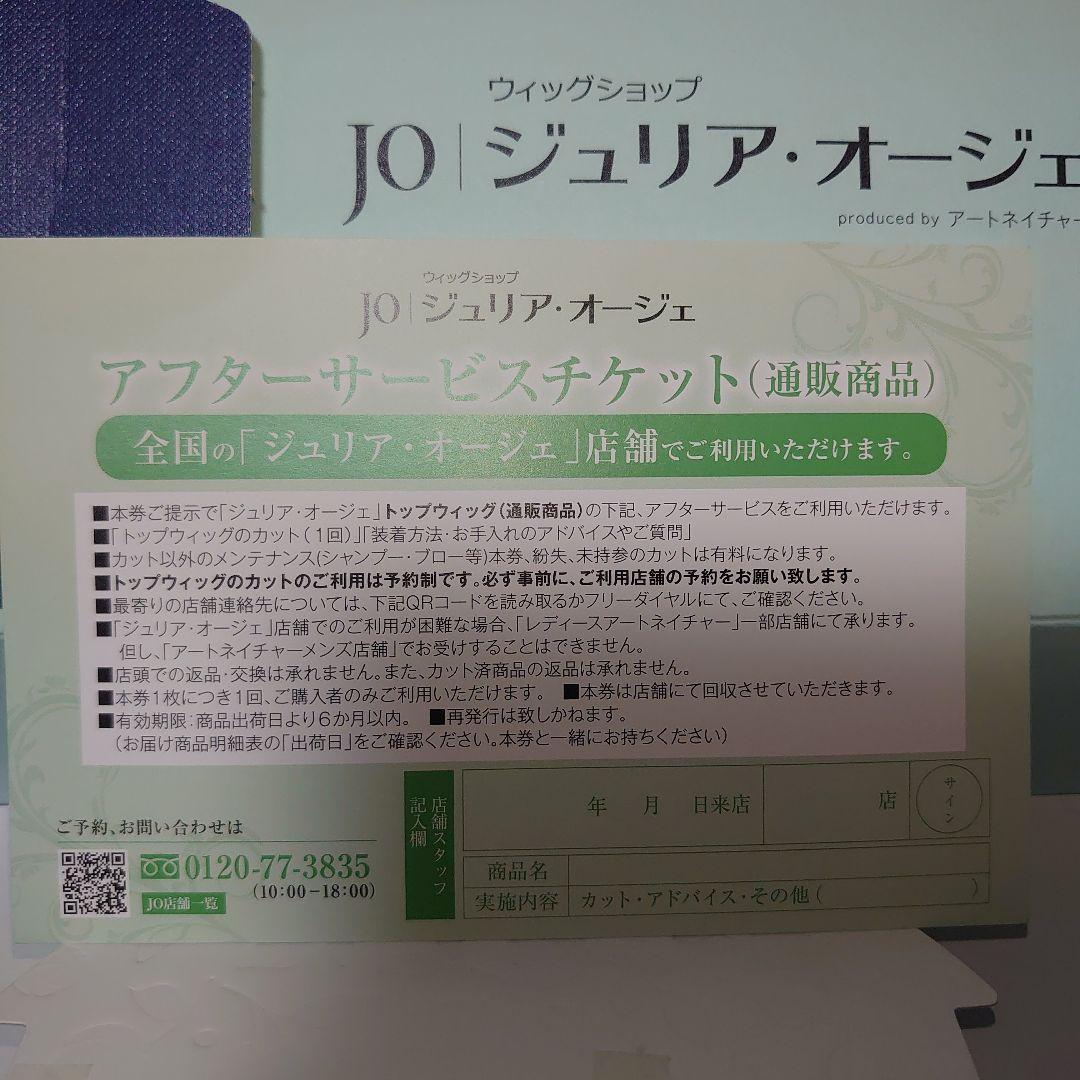 ウィッグショップ
JO|ジュリア・オージェ
produced by アートネイチャー
ウィッグショップ
JO|ジュリア・オージェ
アフターサービスチケット(通販商品)
全国の「ジュリア・オージェ」店舗でご利用いただけます。
■本券ご提示で「ジュリア・オージェ」トップウィッグ(通販商品)の下記、アフターサービスをご利用いただけます。
■「トップウィッグのカット(1回)」「装着方法・お手入れのアドバイスやご質問」
■カット以外のメンテナンス(シャンプー・ブロー等)本券、紛失、未持参のカットは有料になります。
■トップウィッグのカットのご利用は予約制です。必ず事前に、ご利用店舗の予約をお願い致します。
■最寄りの店舗連絡先については、下記QRコードを読み取るかフリーダイヤルにて、ご確認ください。
■「ジュリア・オージェ」店舗でのご利用が困難な場合、「レディースアートネイチャー」一部店舗にて承ります。
但し、「アートネイチャーメンズ店舗」でお受けすることはできません。
■店頭での返品・交換は承れません。また、カット済商品の返品は承れません。
■本券1枚につき1回、ご購入者のみご利用いただけます。 ■本券は店舗にて回収させていただきます。
■有効期限:商品出荷日より6か月以内。 ■再発行は致しかねます。
(お届け商品明細表の「出荷日」をご確認ください。本券と一緒にお持ちください)
ご予約、お問い合わせは
0120-77-3835
(10:00-18:00)
JO店舗一覧
店舗スタッフ
記入欄
年 月 日来店 店 サイン
商品名
実施内容 カット・アドバイス・その他( )